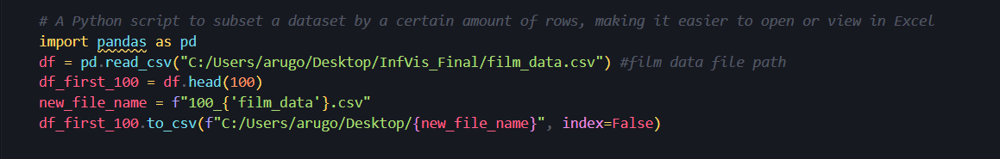 # A Python script to subset a dataset by a certain amount of rows, making it easier to open or view in Excel
import pandas as pd
df = pd.read_csv("C:/Users/arugo/Desktop/InfVis_Final/film_data.csv") #film data file path
df_first_100 = df.head(100)
new_file_name = f"100_{'film_data'}.csv"
df_first_100.to_csv(f"C:/Users/arugo/Desktop/{new_file_name}", index=False)